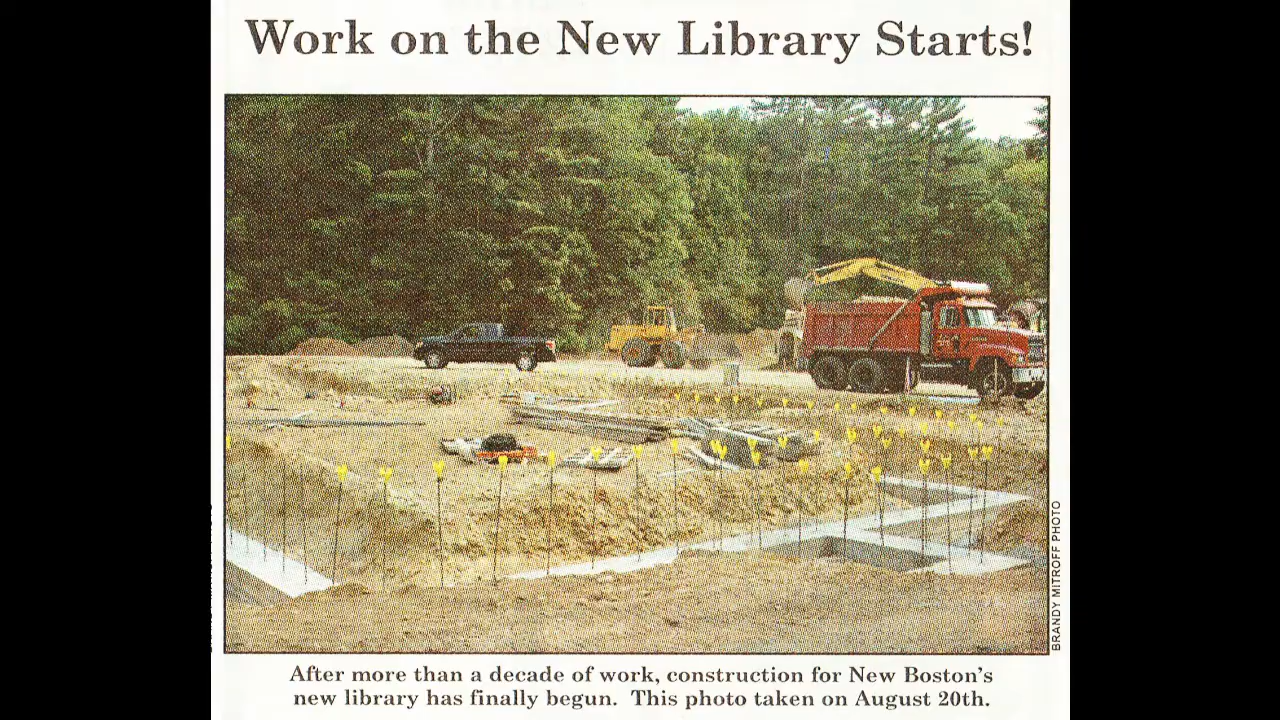 Work on the New Library Starts!
BRANDY MITROFF PHOTO
After more than a decade of work, construction for New Boston's
new library has finally begun. This photo taken on August 20th.